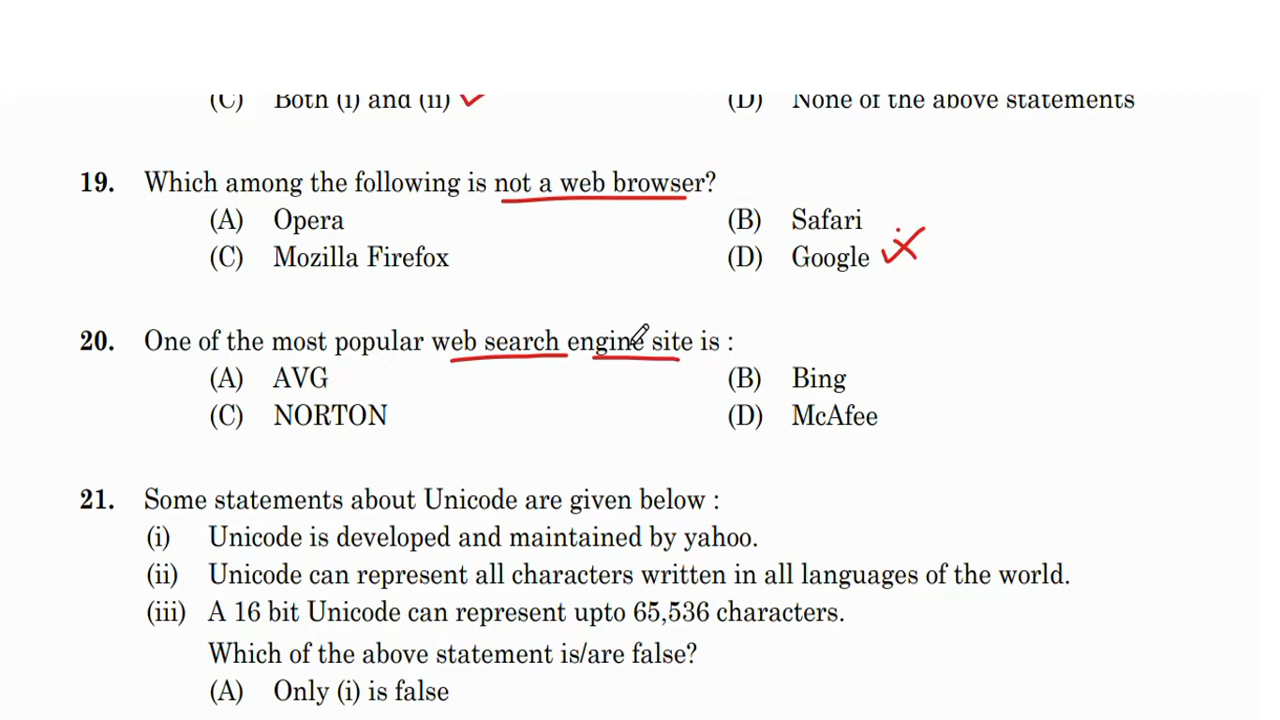 (C) Both (i) and (ii) (D) None of the above statements
19. Which among the following is not a web browser?
(A) Opera (B) Safari
(C) Mozilla Firefox (D) Google
20. One of the most popular web search engine site is :
(A) AVG (B) Bing
(C) NORTON (D) McAfee
21. Some statements about Unicode are given below :
(i) Unicode is developed and maintained by yahoo.
(ii) Unicode can represent all characters written in all languages of the world.
(iii) A 16 bit Unicode can represent upto 65,536 characters.
Which of the above statement is/are false?
(A) Only (i) is false